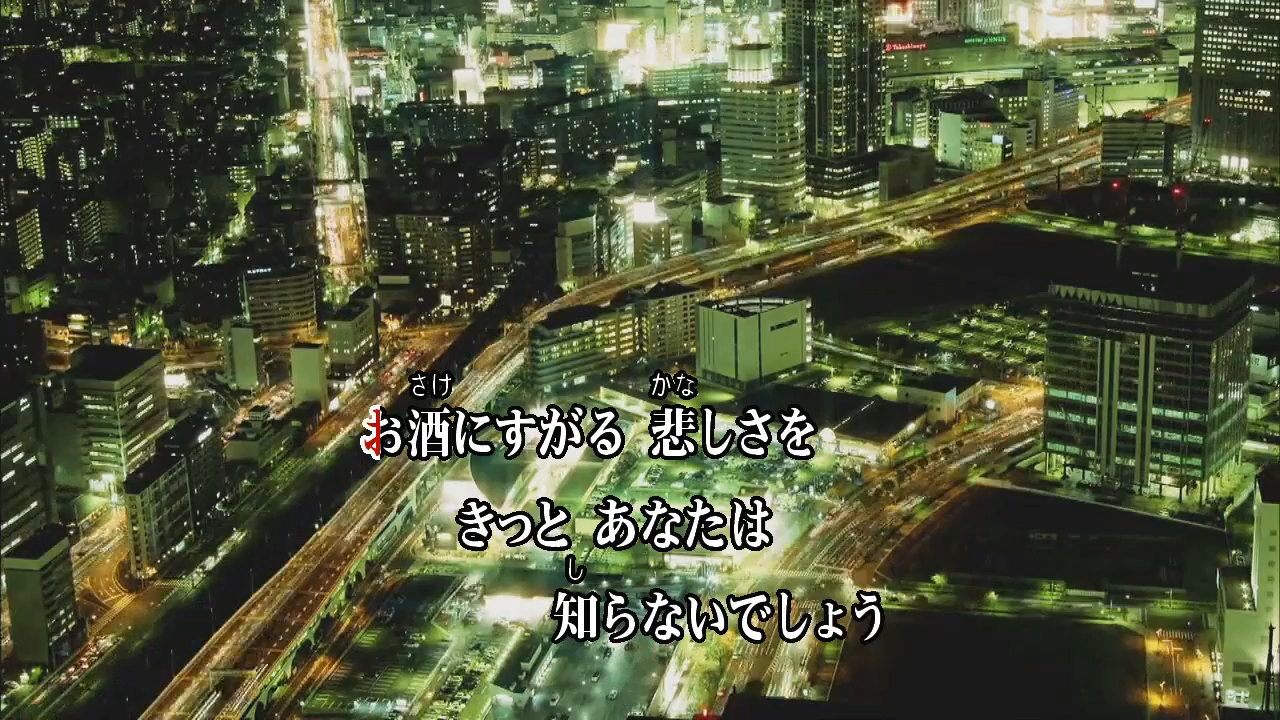 Takashimaya
さけ かな
お酒にすがる 悲しさを
きっと あなたは
し
知らないでしょう